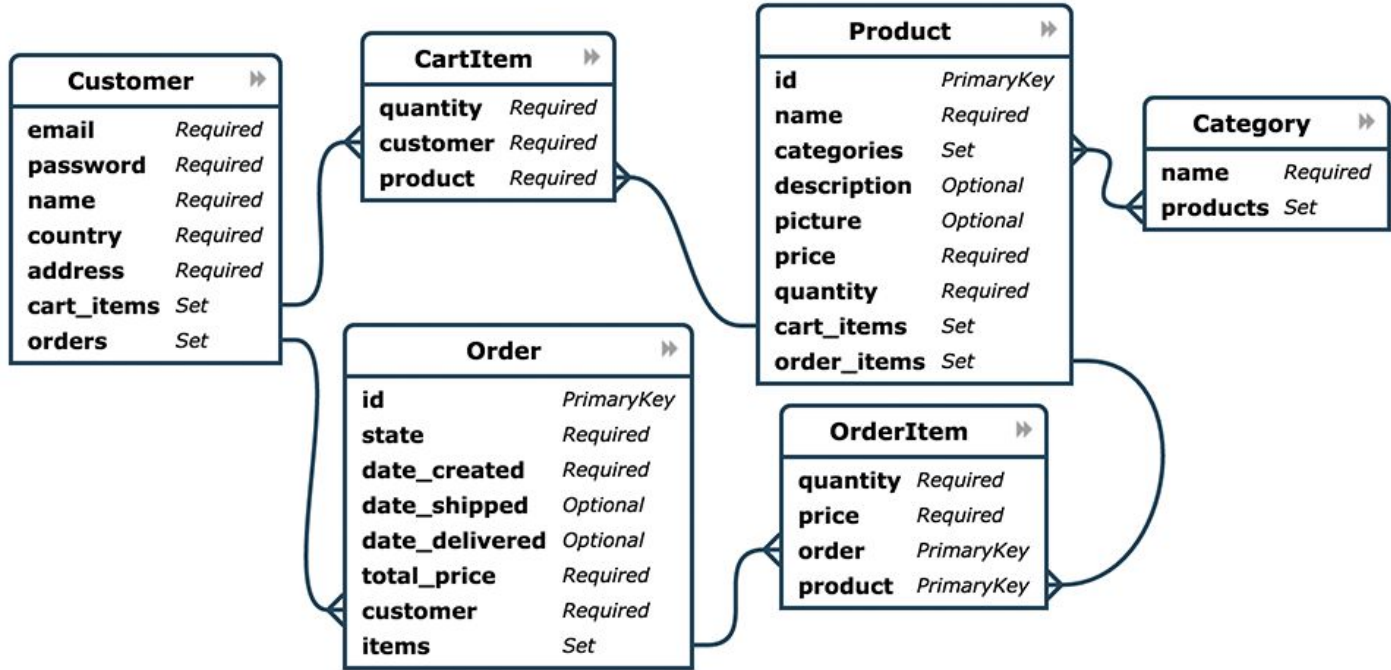 Customer
email Required
password Required
name Required
country Required
address Required
cart_items Set
orders Set
CartItem
quantity Required
customer Required
product Required
Product
id PrimaryKey
name Required
categories Set
description Optional
picture Optional
price Required
quantity Required
cart_items Set
order_items Set
Category
name Required
products Set
Order
id PrimaryKey
state Required
date_created Required
date_shipped Optional
date_delivered Optional
total_price Required
customer Required
items Set
OrderItem
quantity Required
price Required
order PrimaryKey
product PrimaryKey